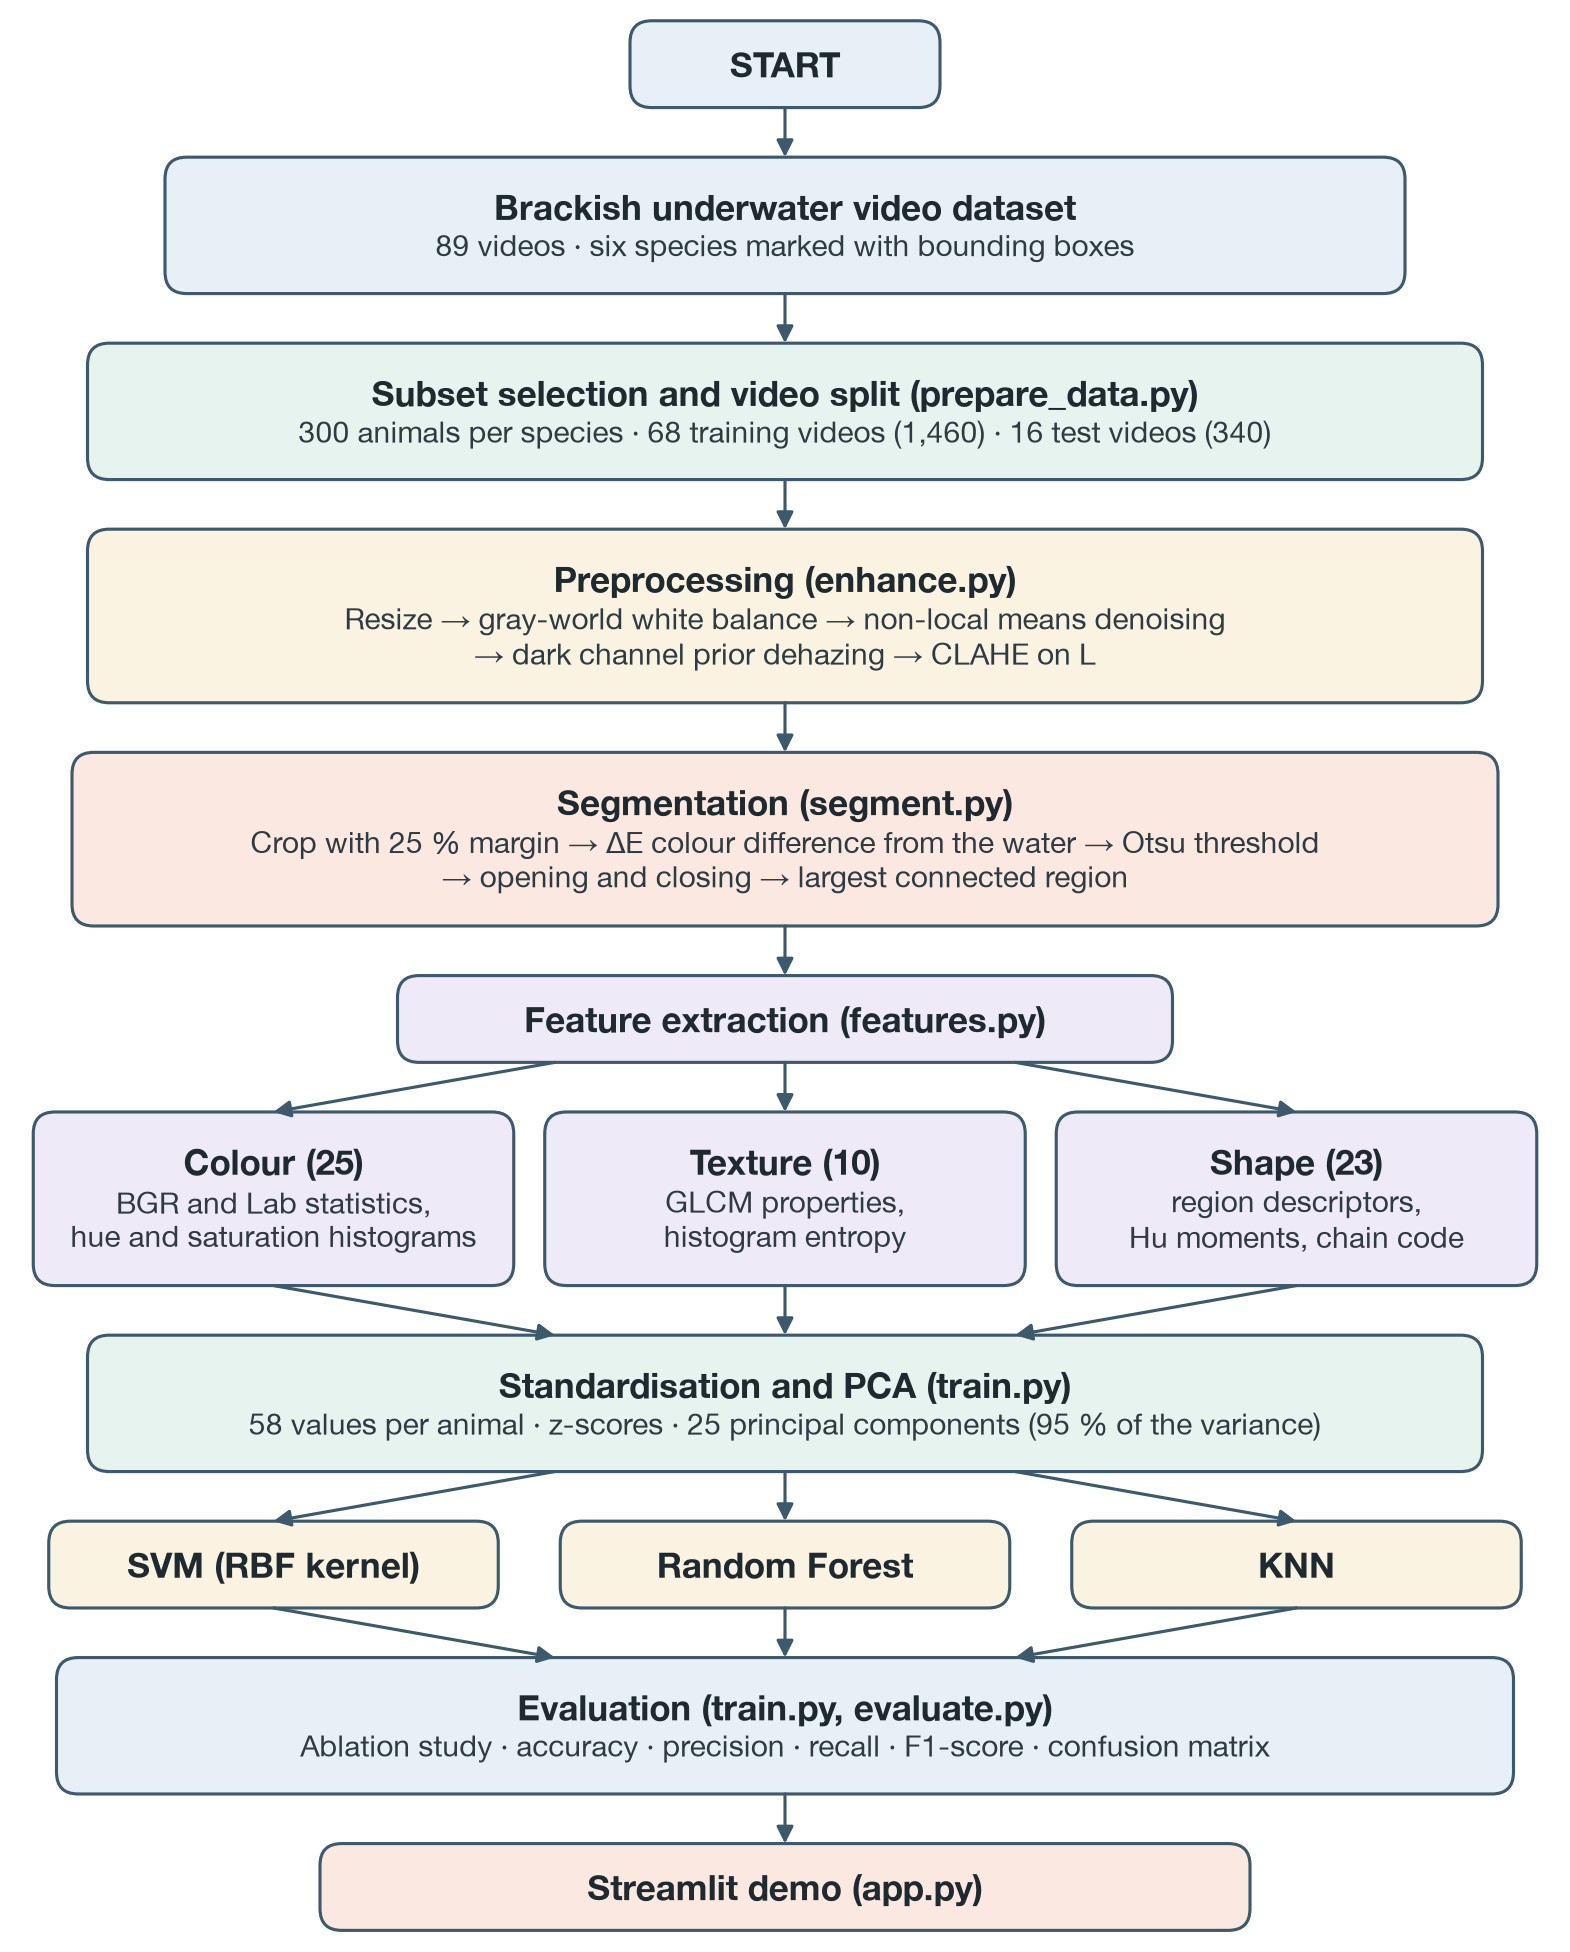 START
Brackish underwater video dataset
89 videos · six species marked with bounding boxes
Subset selection and video split (prepare_data.py)
300 animals per species · 68 training videos (1,460) · 16 test videos (340)
Preprocessing (enhance.py)
Resize → gray-world white balance → non-local means denoising
→ dark channel prior dehazing → CLAHE on L
Segmentation (segment.py)
Crop with 25 % margin → ΔE colour difference from the water → Otsu threshold
→ opening and closing → largest connected region
Feature extraction (features.py)
Colour (25)
BGR and Lab statistics,
hue and saturation histograms
Texture (10)
GLCM properties,
histogram entropy
Shape (23)
region descriptors,
Hu moments, chain code
Standardisation and PCA (train.py)
58 values per animal · z-scores · 25 principal components (95 % of the variance)
SVM (RBF kernel)
Random Forest
KNN
Evaluation (train.py, evaluate.py)
Ablation study · accuracy · precision · recall · F1-score · confusion matrix
Streamlit demo (app.py)